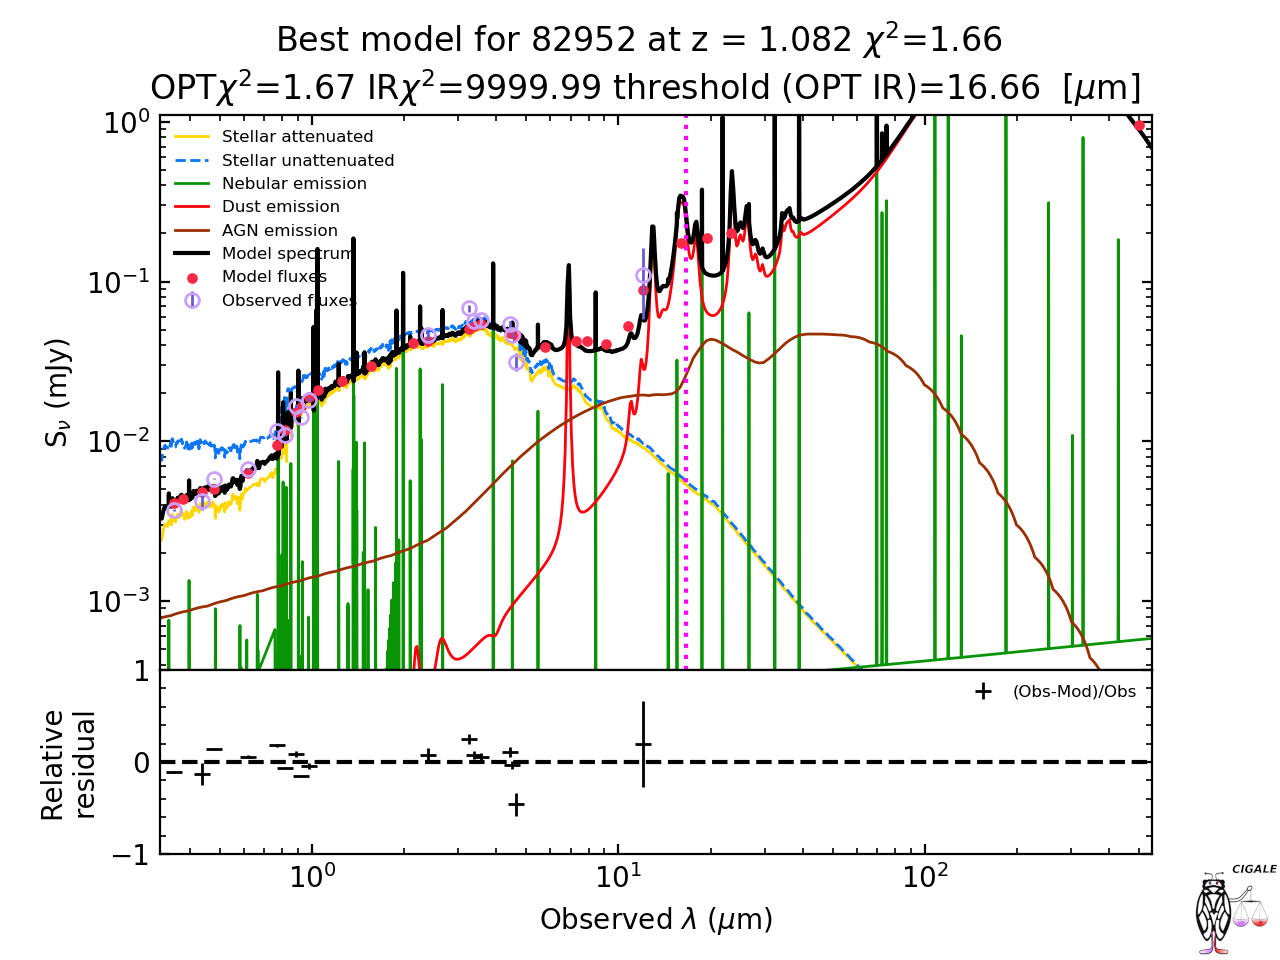 Best model for 82952 at z = 1.082 χ²=1.66
OPTχ²=1.67 IRχ²=9999.99 threshold (OPT IR)=16.66 [μm]
10⁰
10⁻¹
10⁻²
10⁻³
S_ν (mJy)
Stellar attenuated
Stellar unattenuated
Nebular emission
Dust emission
AGN emission
Model spectrum
Model fluxes
Observed fluxes
1
0
−1
Relative
residual
(Obs-Mod)/Obs
10⁰
10¹
10²
Observed λ (μm)
CIGALE